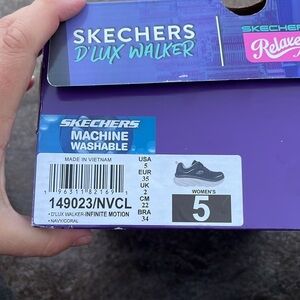 SKECHERS
D'LUX WALKER
SKECHERS
Relaxed
SKECHERS
MACHINE
WASHABLE
MADE IN VIETNAM
149023/NVCL
• D'LUX WALKER-INFINITE MOTION
• NAVY/CORAL
USA
5
EUR
35
UK
2
CM
22
BRA
34
WOMEN'S
5